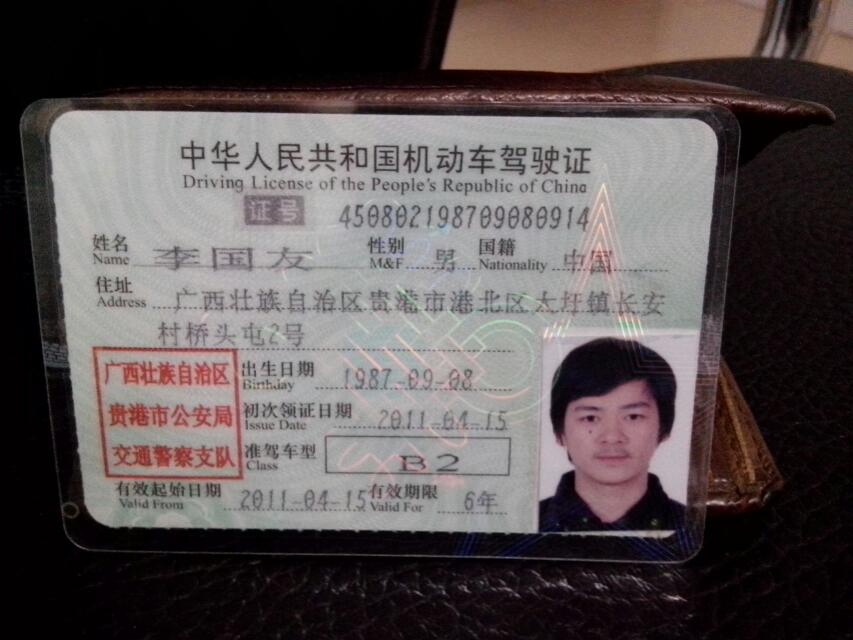 中华人民共和国机动车驾驶证
Driving License of the People's Republic of China
证号 450802198709080914
姓名 Name 李国友 性别 M&F 男 国籍 Nationality 中国
住址 Address 广西壮族自治区贵港市港北区大圩镇长安
村桥头屯2号
广西壮族自治区
贵港市公安局
交通警察支队
出生日期 Birthday 1987-09-08
初次领证日期 Issue Date 2011-04-15
准驾车型 Class B2
有效起始日期 Valid From 2011-04-15 有效期限 Valid For 6年